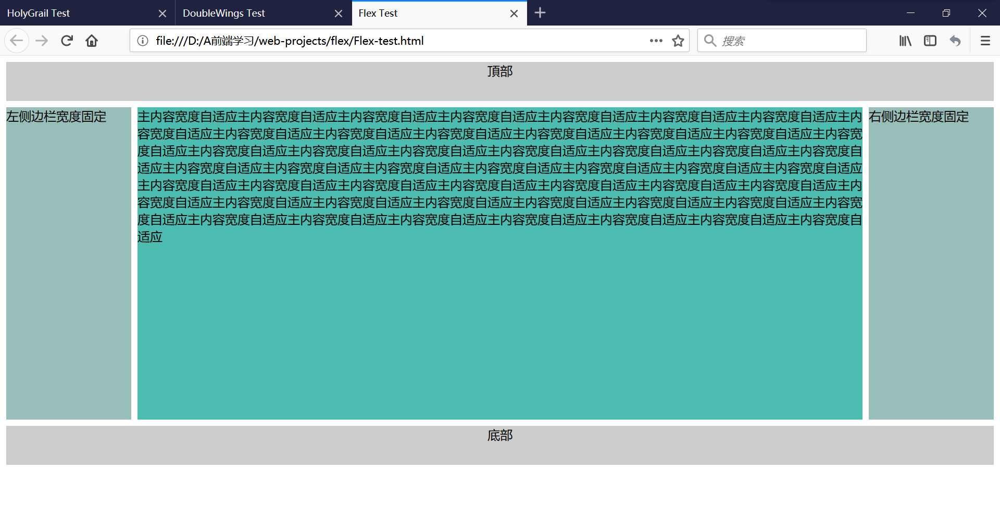 HolyGrail Test
DoubleWings Test
Flex Test
file:///D:/A前端学习/web-projects/flex/Flex-test.html
搜索
頂部
左侧边栏宽度固定
主内容宽度自适应主内容宽度自适应主内容宽度自适应主内容宽度自适应主内容宽度自适应主内容宽度自适应主内容宽度自适应主内
容宽度自适应主内容宽度自适应主内容宽度自适应主内容宽度自适应主内容宽度自适应主内容宽度自适应主内容宽度自适应主内容宽
度自适应主内容宽度自适应主内容宽度自适应主内容宽度自适应主内容宽度自适应主内容宽度自适应主内容宽度自适应主内容宽度自
适应主内容宽度自适应主内容宽度自适应主内容宽度自适应主内容宽度自适应主内容宽度自适应主内容宽度自适应主内容宽度自适应
主内容宽度自适应主内容宽度自适应主内容宽度自适应主内容宽度自适应主内容宽度自适应主内容宽度自适应主内容宽度自适应主内
容宽度自适应主内容宽度自适应主内容宽度自适应主内容宽度自适应主内容宽度自适应主内容宽度自适应主内容宽度自适应主内容宽
度自适应主内容宽度自适应主内容宽度自适应主内容宽度自适应主内容宽度自适应主内容宽度自适应主内容宽度自适应主内容宽度自
适应
右侧边栏宽度固定
底部